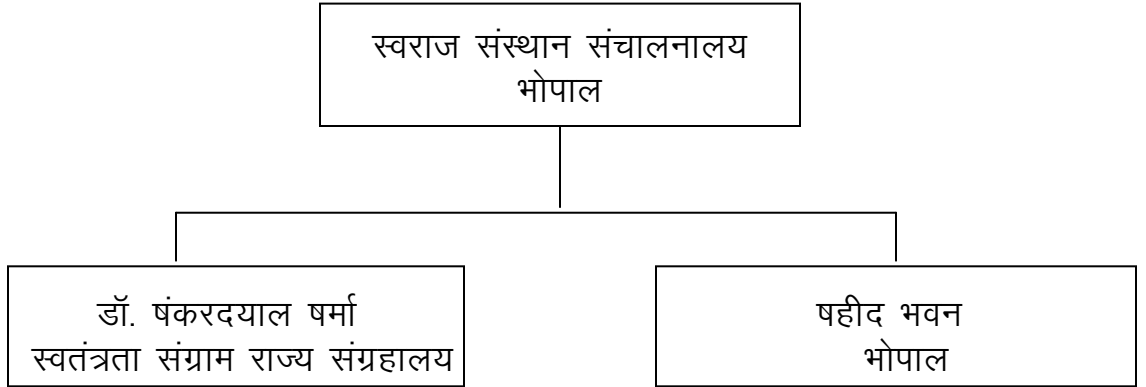 स्वराज संस्थान संचालनालय
भोपाल
डॉ. षंकरदयाल षर्मा
स्वतंत्रता संग्राम राज्य संग्रहालय
षहीद भवन
भोपाल